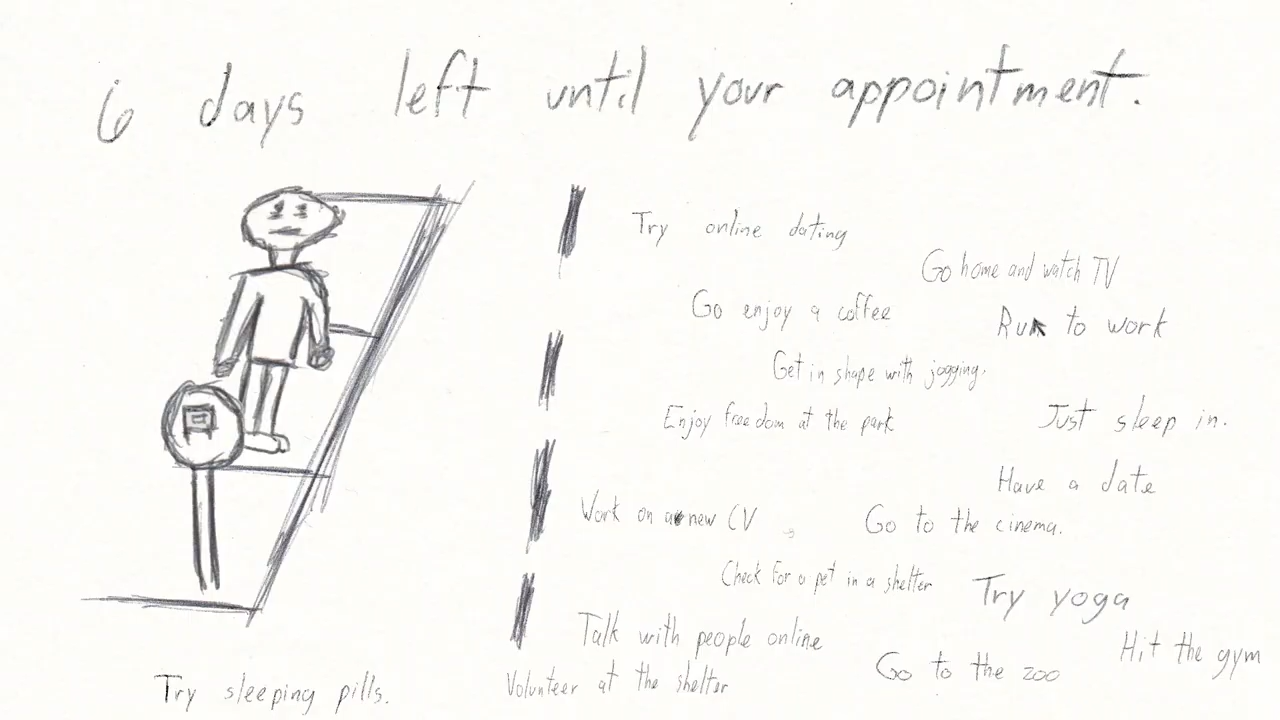 6 days left until your appointment.
Try online dating
Go home and watch TV
Go enjoy a coffee
Run to work
Get in shape with jogging.
Enjoy freedom at the park
Just sleep in.
Have a date
Work on a new CV
Go to the cinema.
Check for a pet in a shelter
Try yoga
Talk with people online
Hit the gym
Go to the zoo
Volunteer at the shelter
Try sleeping pills.